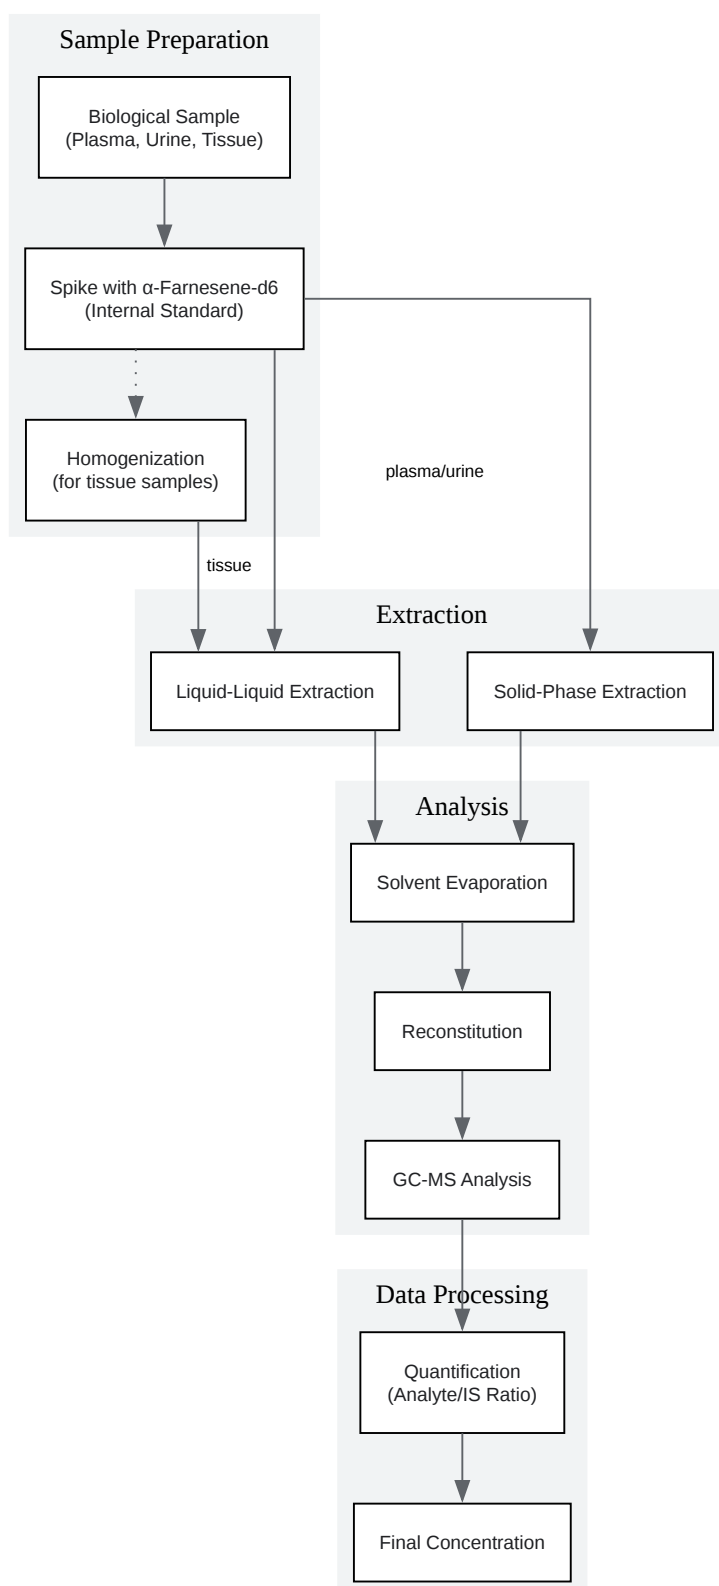 Sample Preparation
Biological Sample
(Plasma, Urine, Tissue)
Spike with α-Farnesene-d6
(Internal Standard)
Homogenization
(for tissue samples)
plasma/urine
tissue
Extraction
Liquid-Liquid Extraction
Solid-Phase Extraction
Analysis
Solvent Evaporation
Reconstitution
GC-MS Analysis
Data Processing
Quantification
(Analyte/IS Ratio)
Final Concentration